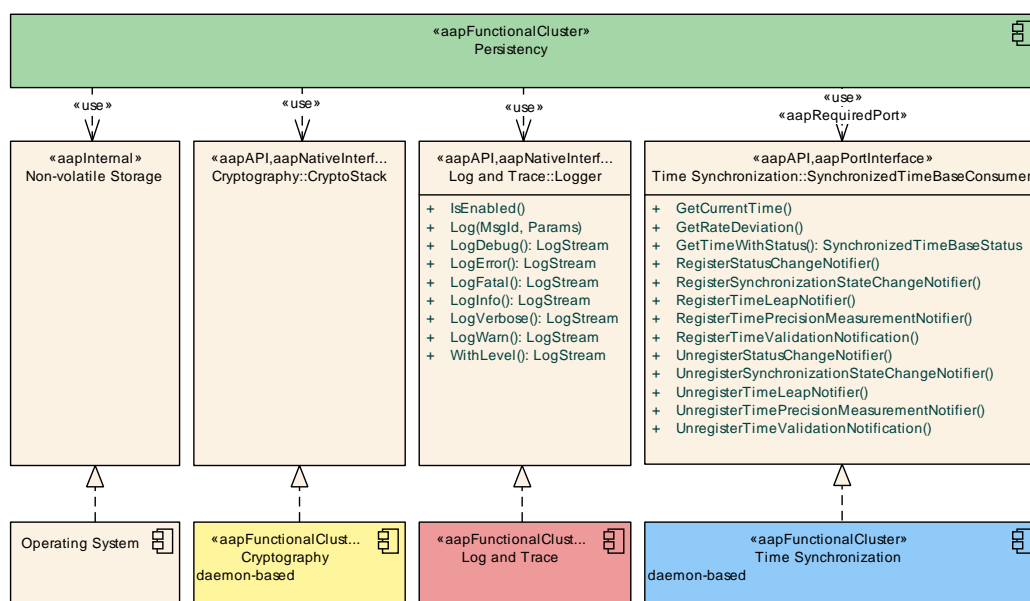 «aapFunctionalCluster»
Persistency
«use»
«use»
«use»
«use»
«aapRequiredPort»
«aapInternal»
Non-volatile Storage
«aapAPI,aapNativeInterf...
Cryptography::CryptoStack
«aapAPI,aapNativeInterf...
Log and Trace::Logger
+ IsEnabled()
+ Log(MsgId, Params)
+ LogDebug(): LogStream
+ LogError(): LogStream
+ LogFatal(): LogStream
+ LogInfo(): LogStream
+ LogVerbose(): LogStream
+ LogWarn(): LogStream
+ WithLevel(): LogStream
«aapAPI,aapPortInterface»
Time Synchronization::SynchronizedTimeBaseConsumer
+ GetCurrentTime()
+ GetRateDeviation()
+ GetTimeWithStatus(): SynchronizedTimeBaseStatus
+ RegisterStatusChangeNotifier()
+ RegisterSynchronizationStateChangeNotifier()
+ RegisterTimeLeapNotifier()
+ RegisterTimePrecisionMeasurementNotifier()
+ RegisterTimeValidationNotification()
+ UnregisterStatusChangeNotifier()
+ UnregisterSynchronizationStateChangeNotifier()
+ UnregisterTimeLeapNotifier()
+ UnregisterTimePrecisionMeasurementNotifier()
+ UnregisterTimeValidationNotification()
Operating System
«aapFunctionalClust...
Cryptography
daemon-based
«aapFunctionalClust...
Log and Trace
«aapFunctionalCluster»
Time Synchronization
daemon-based